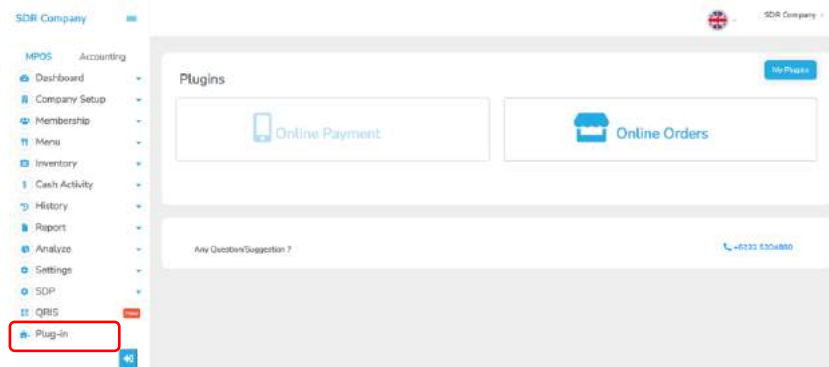 SDR Company
SDR Company
MPOS Accounting
Dashboard
Company Setup
Membership
Menu
Inventory
Cash Activity
History
Report
Analyze
Settings
SDP
QRIS
Plug-in
Plugins
My Plugins
Online Payment
Online Orders
Any Question/Suggestion ?